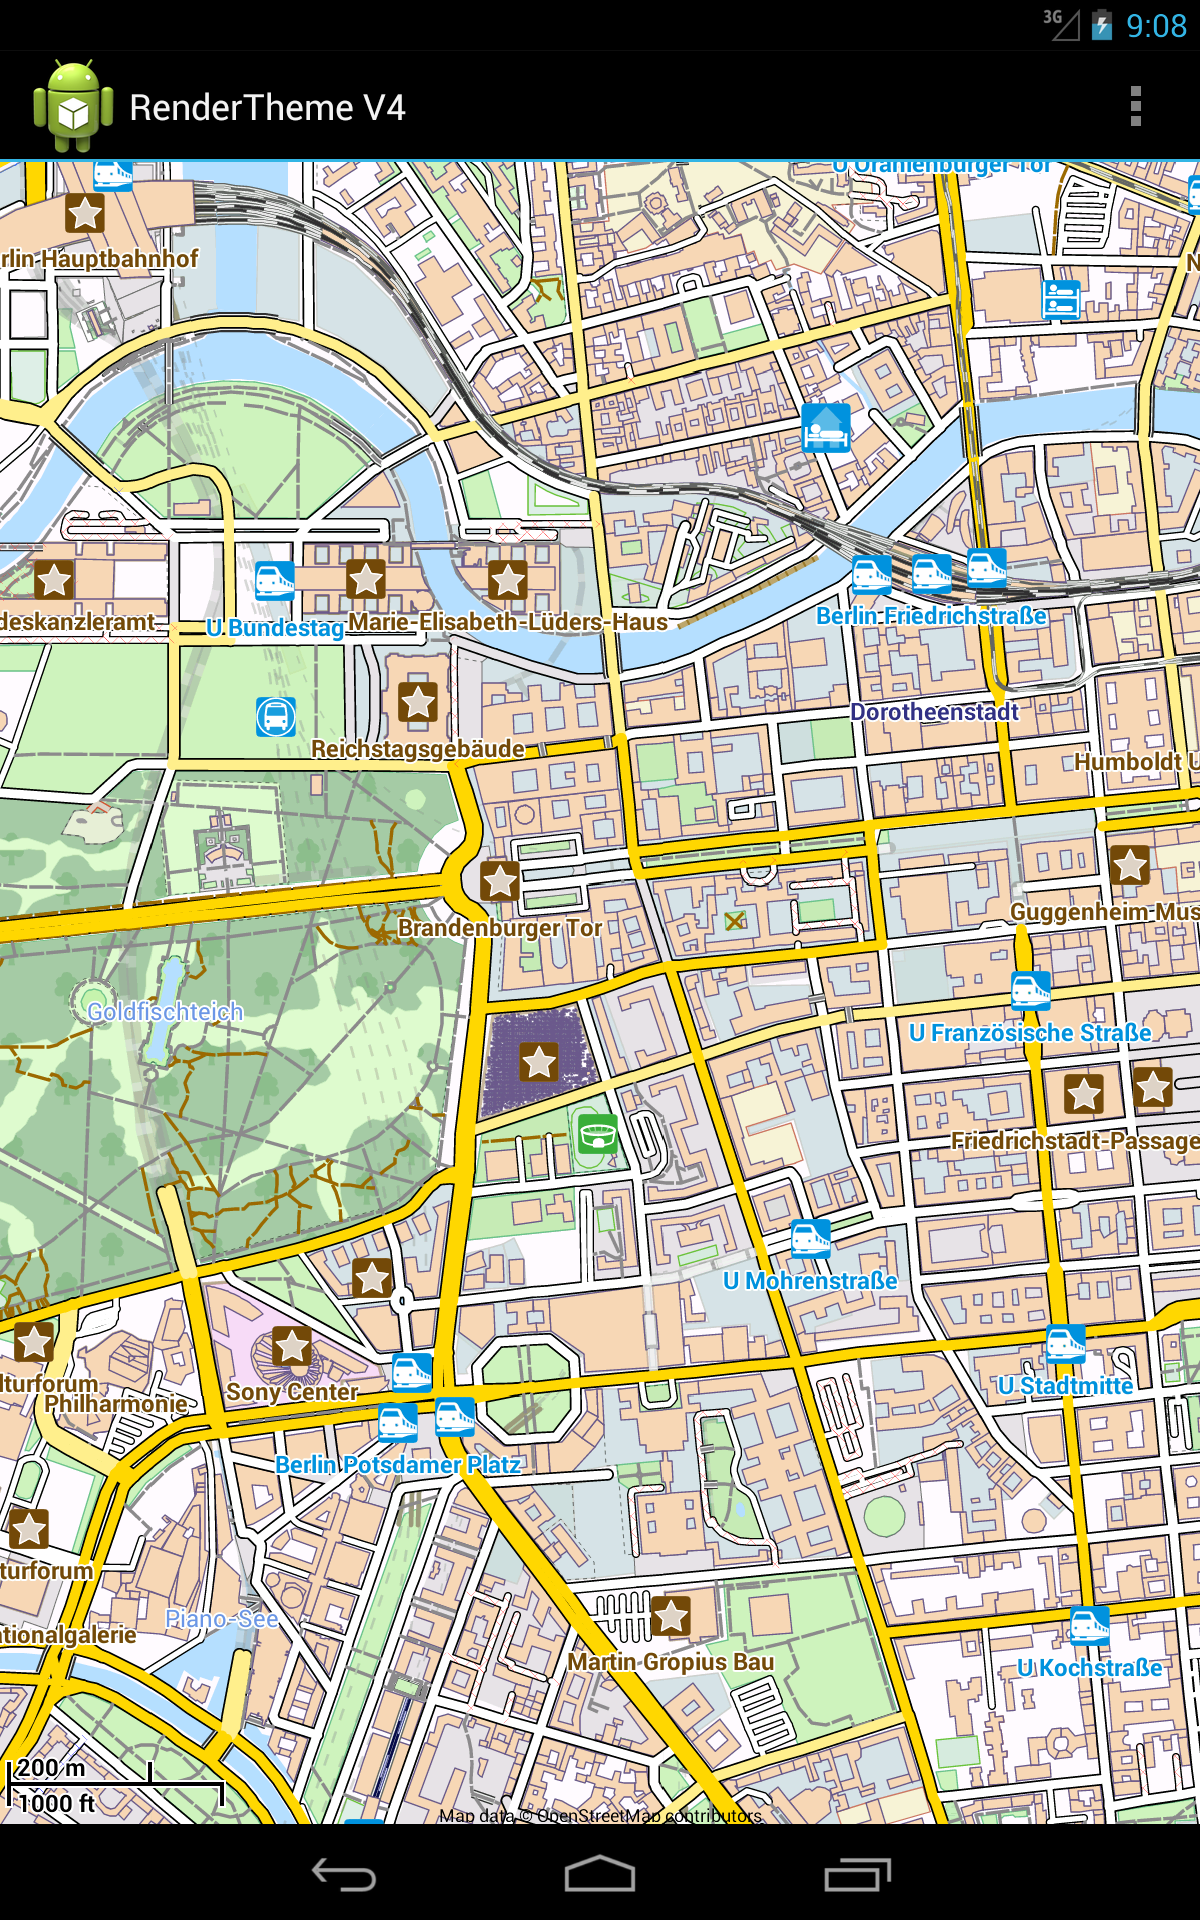 3G 9:08
RenderTheme V4
U Oranienburger Tor
rlin Hauptbahnhof
N
deskanzleramt
U Bundestag
Marie-Elisabeth-Lüders-Haus
Berlin Friedrichstraße
Dorotheenstadt
Reichstagsgebäude
Humboldt U
Brandenburger Tor
Guggenheim-Mus
Goldfischteich
U Französische Straße
Friedrichstadt-Passage
U Mohrenstraße
lturforum
Philharmonie
Sony Center
U Stadtmitte
Berlin Potsdamer Platz
turforum
Piano-See
ationalgalerie
Martin Gropius Bau
U Kochstraße
200 m
1000 ft
Map data © OpenStreetMap contributors